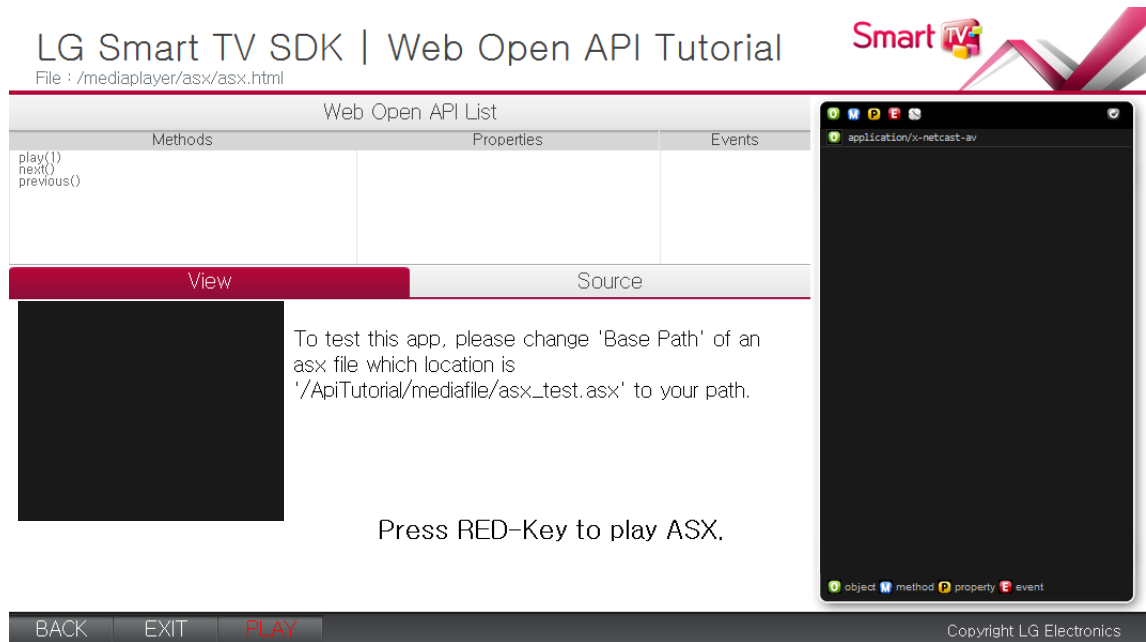 LG Smart TV SDK | Web Open API Tutorial
Smart TV
File : /mediaplayer/asx/asx.html
Web Open API List
Methods Properties Events
play(1)
next()
previous()
O M P E
O application/x-netcast-av
View Source
To test this app, please change 'Base Path' of an
asx file which location is
'/ApiTutorial/mediafile/asx_test.asx' to your path.
Press RED-Key to play ASX.
O object M method P property E event
BACK EXIT PLAY
Copyright LG Electronics